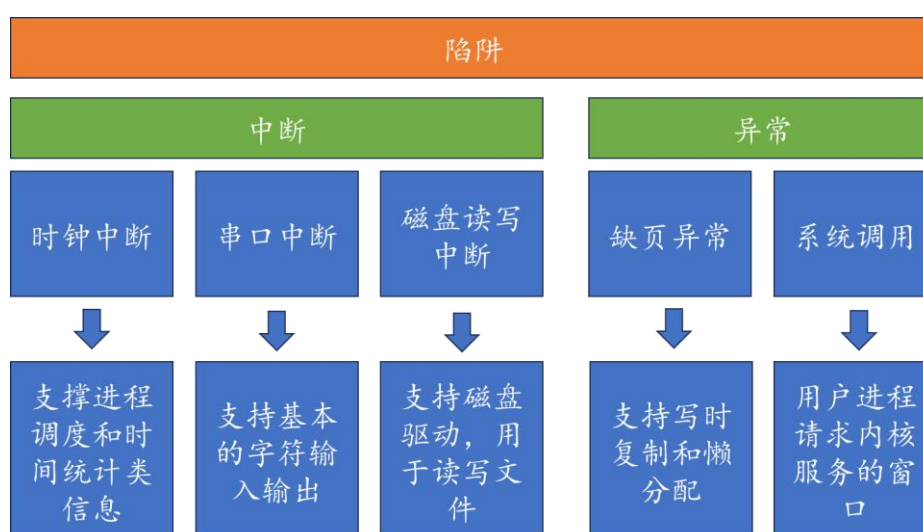 陷阱
中断
异常
时钟中断
串口中断
磁盘读写
中断
缺页异常
系统调用
支撑进程
调度和时
间统计类
信息
支持基本
的字符输
入输出
支持磁盘
驱动，用
于读写文
件
支持写时
复制和懒
分配
用户进程
请求内核
服务的窗
口